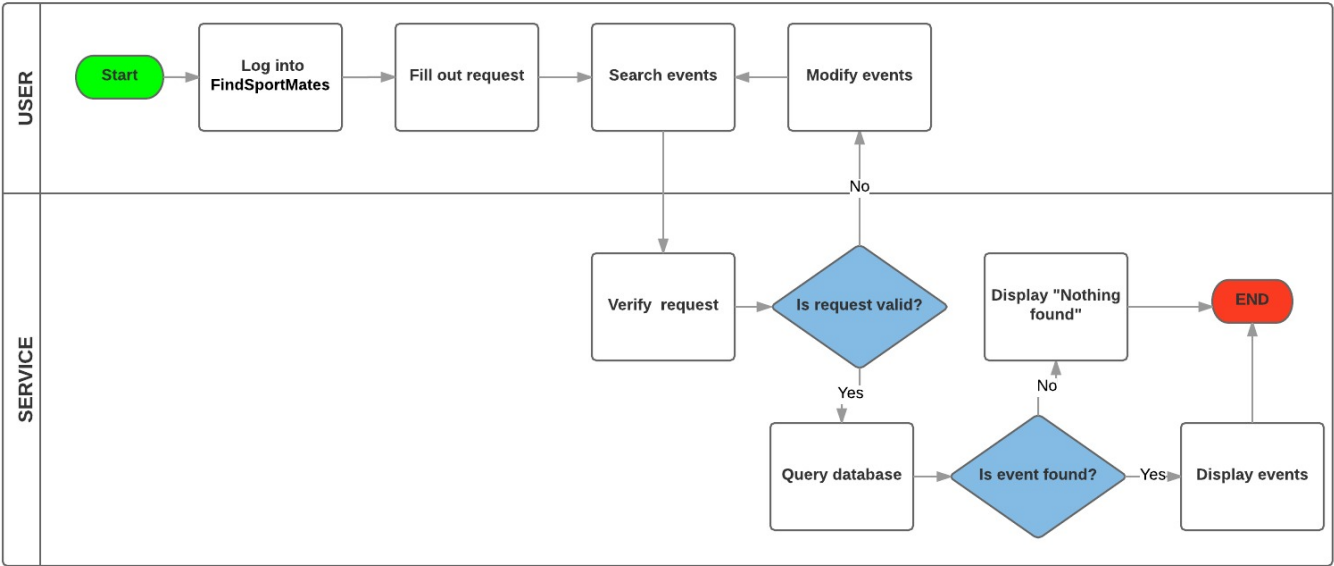 USER
Start
Log into
FindSportMates
Fill out request
Search events
Modify events
No
SERVICE
Verify request
Is request valid?
Display "Nothing
found"
END
Yes
No
Query database
Is event found?
Yes
Display events